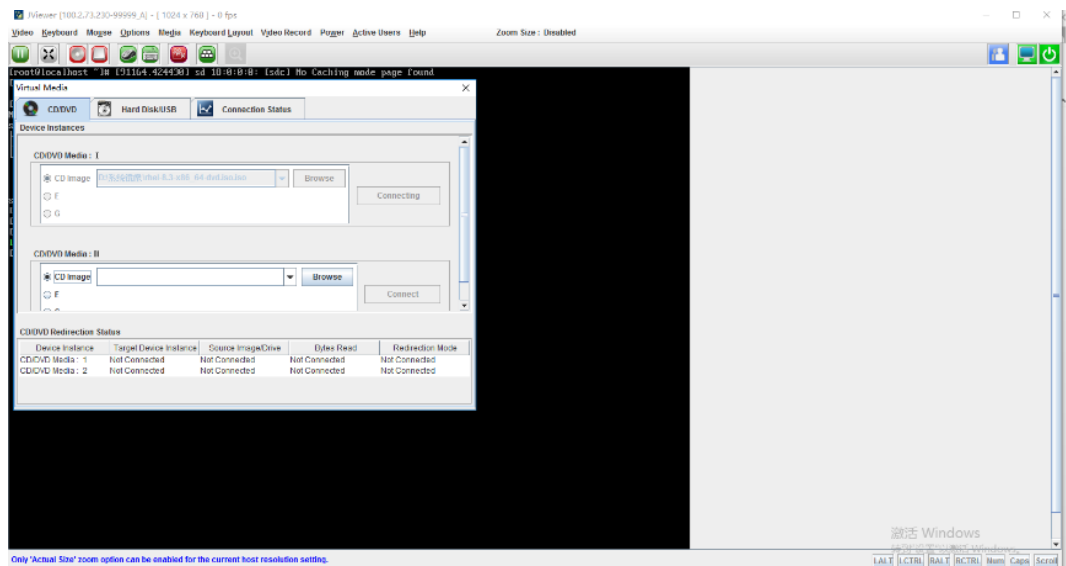 JViewer [100.2.73.230-99999_A] - [ 1024 x 768 ] - 0 fps
Video Keyboard Mouse Options Media Keyboard Layout Video Record Power Active Users Help Zoom Size : Disabled
[root@localhost ~]# [91164.424498] sd 10:0:0:0: [sdc] No Caching mode page found
Virtual Media
CD/DVD Hard Disk/USB Connection Status
Device Instances
CD/DVD Media : I
CD Image Browse
E Connecting
G
CD/DVD Media : II
CD Image Browse
E Connect
CD/DVD Redirection Status
Device Instance Target Device Instance Source Image/Drive Bytes Read Redirection Mode
CD/DVD Media : 1 Not Connected Not Connected Not Connected Not Connected
CD/DVD Media : 2 Not Connected Not Connected Not Connected Not Connected
激活 Windows
Only 'Actual Size' zoom option can be enabled for the current host resolution setting.
LALT LCTRL RALT RCTRL Num Caps Scroll